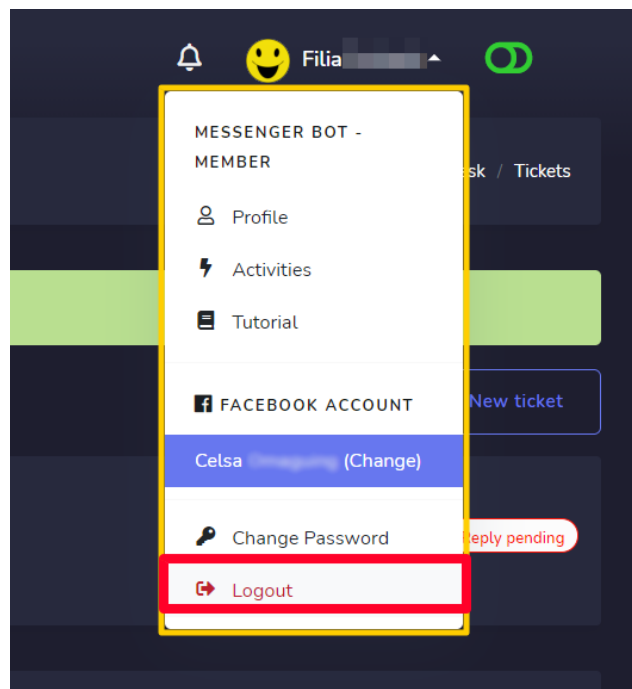 Filia
MESSENGER BOT -
MEMBER
sk / Tickets
Profile
Activities
Tutorial
FACEBOOK ACCOUNT
New ticket
Celsa (Change)
Change Password
Reply pending
Logout